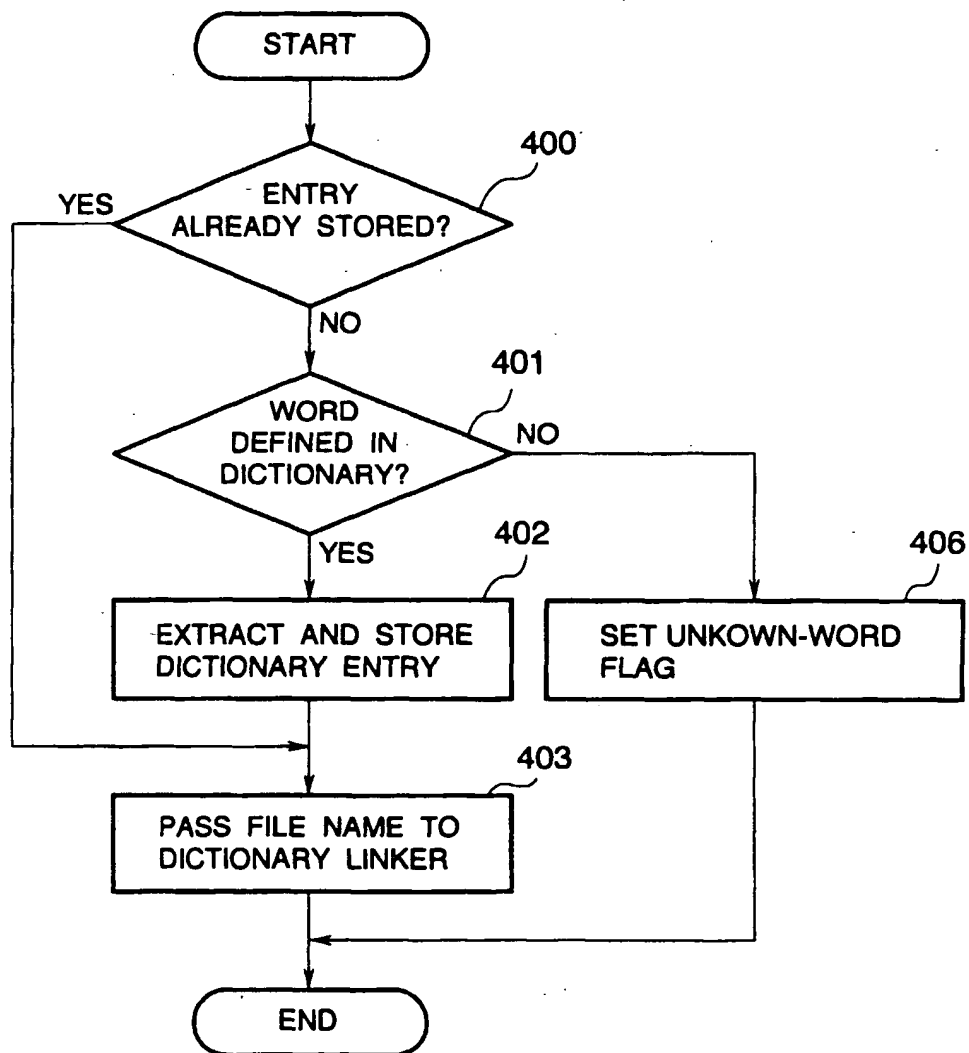 START
400
ENTRY
ALREADY STORED?
YES
NO
401
WORD
DEFINED IN
DICTIONARY?
NO
YES
402
EXTRACT AND STORE
DICTIONARY ENTRY
406
SET UNKOWN-WORD
FLAG
403
PASS FILE NAME TO
DICTIONARY LINKER
END